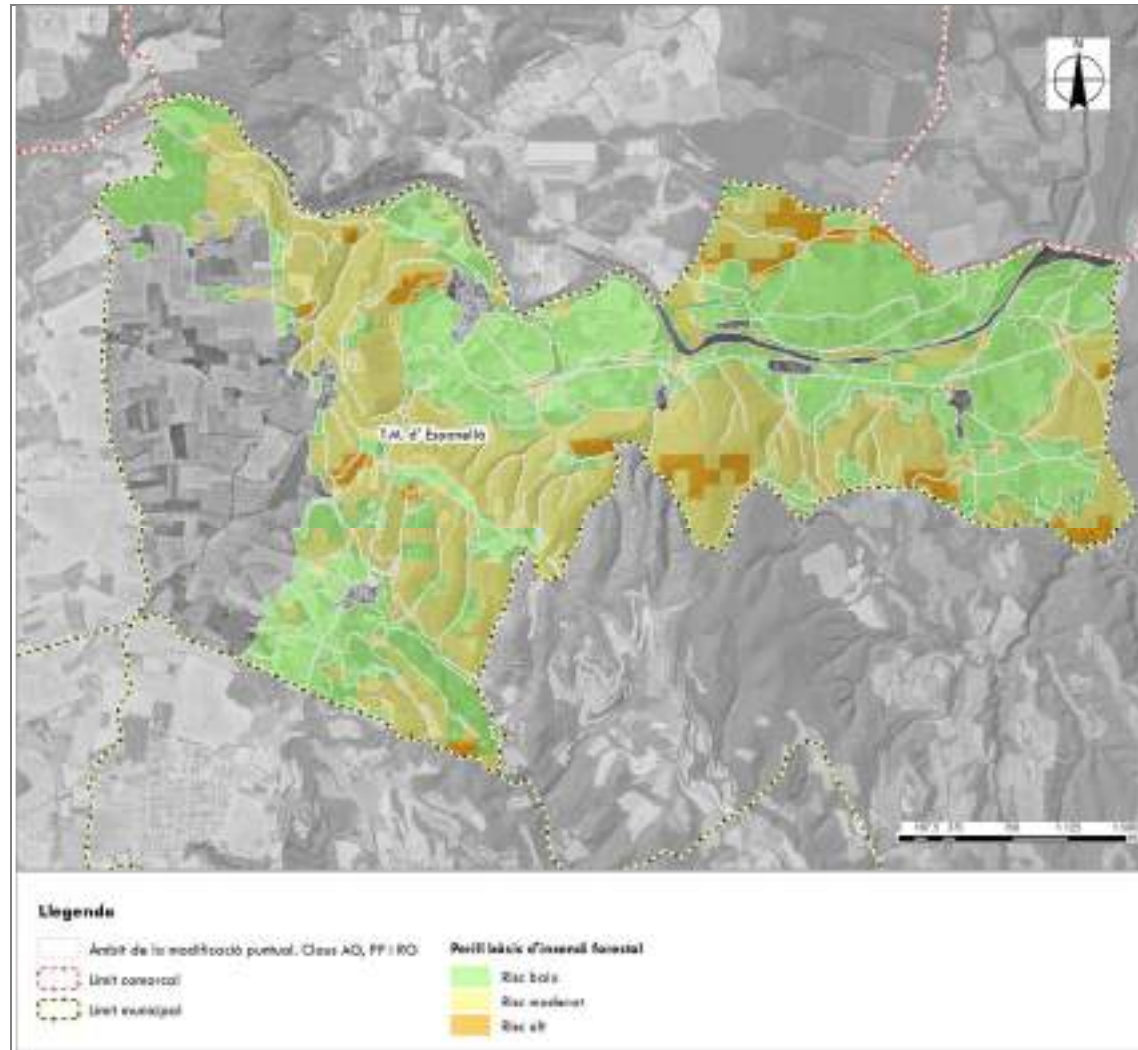 N
T.M. d' Esponellà
Llegenda
Àmbit de la modificació puntual. Claus AQ, PP i RO
Límit comarcal
Límit municipal
Perill bàsic d'incendi forestal
Risc baix
Risc moderat
Risc alt